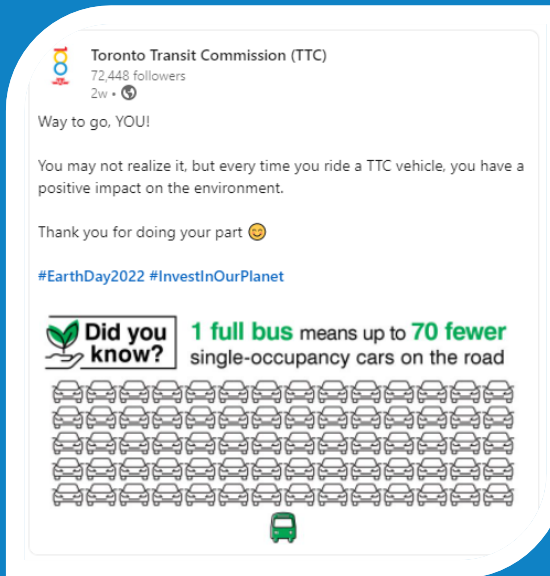 Toronto Transit Commission (TTC)
72,448 followers
2w •
Way to go, YOU!
You may not realize it, but every time you ride a TTC vehicle, you have a
positive impact on the environment.
Thank you for doing your part 😊
#EarthDay2022 #InvestInOurPlanet
Did you
know?
1 full bus means up to 70 fewer
single-occupancy cars on the road